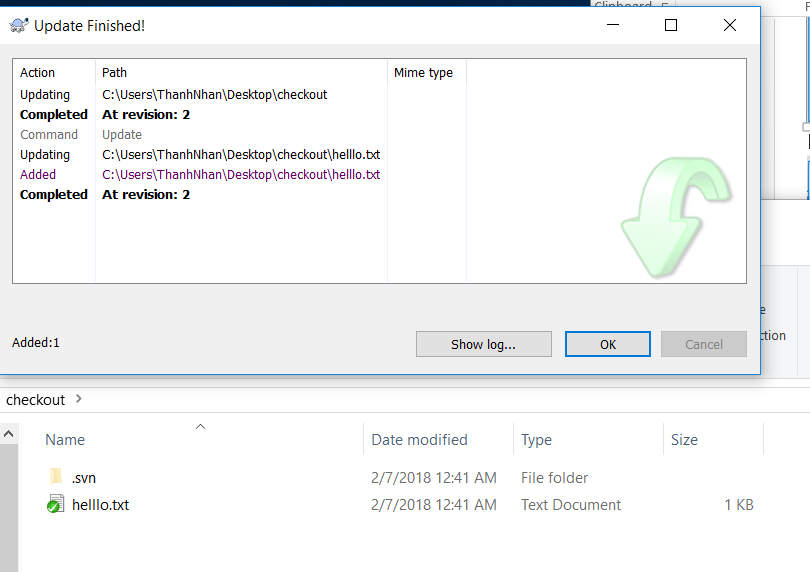 Clipboard
Update Finished!
Action Path Mime type
Updating C:\Users\ThanhNhan\Desktop\checkout
Completed At revision: 2
Command Update
Updating C:\Users\ThanhNhan\Desktop\checkout\helllo.txt
Added C:\Users\ThanhNhan\Desktop\checkout\helllo.txt
Completed At revision: 2
Added:1
Show log...
OK
Cancel
checkout
Name Date modified Type Size
.svn 2/7/2018 12:41 AM File folder
helllo.txt 2/7/2018 12:41 AM Text Document 1 KB